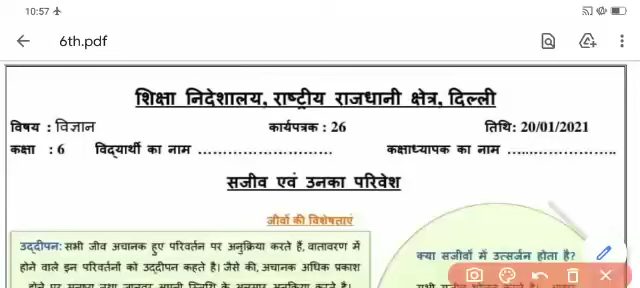 10:57
6th.pdf
शिक्षा निदेशालय, राष्ट्रीय राजधानी क्षेत्र, दिल्ली
विषय : विज्ञान कार्यपत्रक : 26 तिथि: 20/01/2021
कक्षा : 6 विद्यार्थी का नाम ............................ कक्षाध्यापक का नाम ......................
सजीव एवं उनका परिवेश
जीवों की विशेषताएं
उद्दीपन: सभी जीव अचानक हुए परिवर्तन पर अनुक्रिया करते हैं, वातावरण में
होने वाले इन परिवर्तनों को उद्दीपन कहते है। जैसे की, अचानक अधिक प्रकाश
क्या सजीवों में उत्सर्जन होता है?